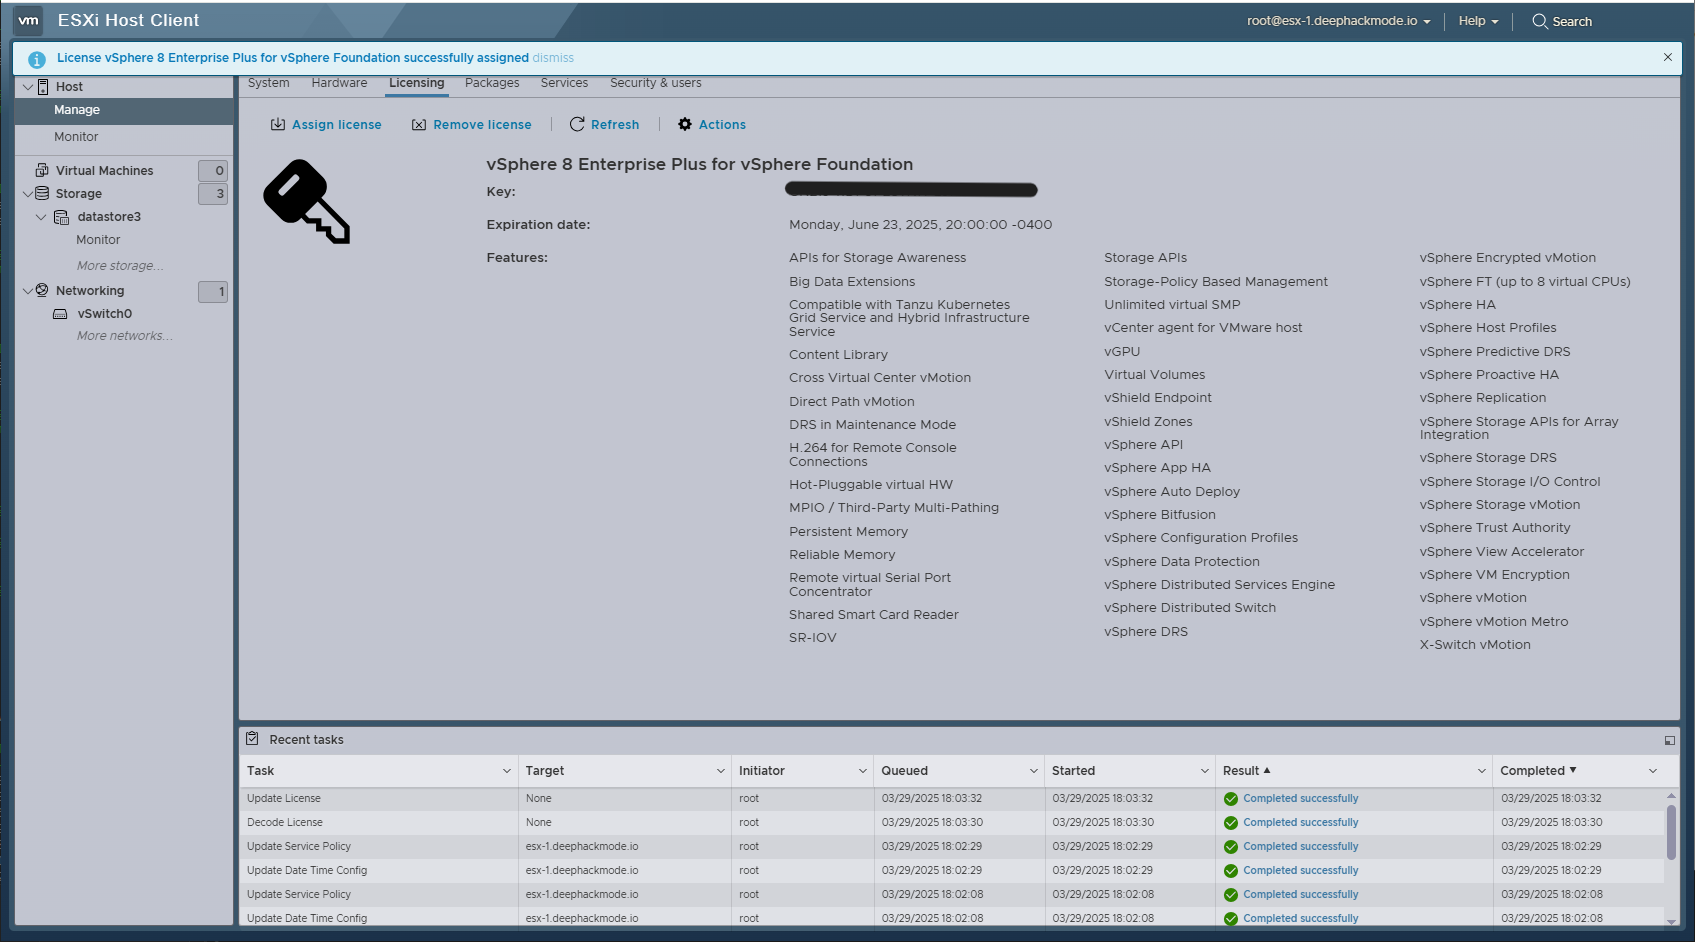 vm ESXi Host Client root@esx-1.deephackmode.io Help Search
License vSphere 8 Enterprise Plus for vSphere Foundation successfully assigned dismiss
Host
Manage
Monitor
Virtual Machines 0
Storage 3
datastore3
Monitor
More storage...
Networking 1
vSwitch0
More networks...
System Hardware Licensing Packages Services Security & users
Assign license Remove license Refresh Actions
vSphere 8 Enterprise Plus for vSphere Foundation
Key:
Expiration date: Monday, June 23, 2025, 20:00:00 -0400
Features:
APIs for Storage Awareness
Big Data Extensions
Compatible with Tanzu Kubernetes
Grid Service and Hybrid Infrastructure
Service
Content Library
Cross Virtual Center vMotion
Direct Path vMotion
DRS in Maintenance Mode
H.264 for Remote Console
Connections
Hot-Pluggable virtual HW
MPIO / Third-Party Multi-Pathing
Persistent Memory
Reliable Memory
Remote virtual Serial Port
Concentrator
Shared Smart Card Reader
SR-IOV
Storage APIs
Storage-Policy Based Management
Unlimited virtual SMP
vCenter agent for VMware host
vGPU
Virtual Volumes
vShield Endpoint
vShield Zones
vSphere API
vSphere App HA
vSphere Auto Deploy
vSphere Bitfusion
vSphere Configuration Profiles
vSphere Data Protection
vSphere Distributed Services Engine
vSphere Distributed Switch
vSphere DRS
vSphere Encrypted vMotion
vSphere FT (up to 8 virtual CPUs)
vSphere HA
vSphere Host Profiles
vSphere Predictive DRS
vSphere Proactive HA
vSphere Replication
vSphere Storage APIs for Array
Integration
vSphere Storage DRS
vSphere Storage I/O Control
vSphere Storage vMotion
vSphere Trust Authority
vSphere View Accelerator
vSphere VM Encryption
vSphere vMotion
vSphere vMotion Metro
X-Switch vMotion
Recent tasks
Task Target Initiator Queued Started Result Completed
Update License None root 03/29/2025 18:03:32 03/29/2025 18:03:32 Completed successfully 03/29/2025 18:03:32
Decode License None root 03/29/2025 18:03:30 03/29/2025 18:03:30 Completed successfully 03/29/2025 18:03:30
Update Service Policy esx-1.deephackmode.io root 03/29/2025 18:02:29 03/29/2025 18:02:29 Completed successfully 03/29/2025 18:02:29
Update Date Time Config esx-1.deephackmode.io root 03/29/2025 18:02:29 03/29/2025 18:02:29 Completed successfully 03/29/2025 18:02:29
Update Service Policy esx-1.deephackmode.io root 03/29/2025 18:02:08 03/29/2025 18:02:08 Completed successfully 03/29/2025 18:02:08
Update Date Time Config esx-1.deephackmode.io root 03/29/2025 18:02:08 03/29/2025 18:02:08 Completed successfully 03/29/2025 18:02:08